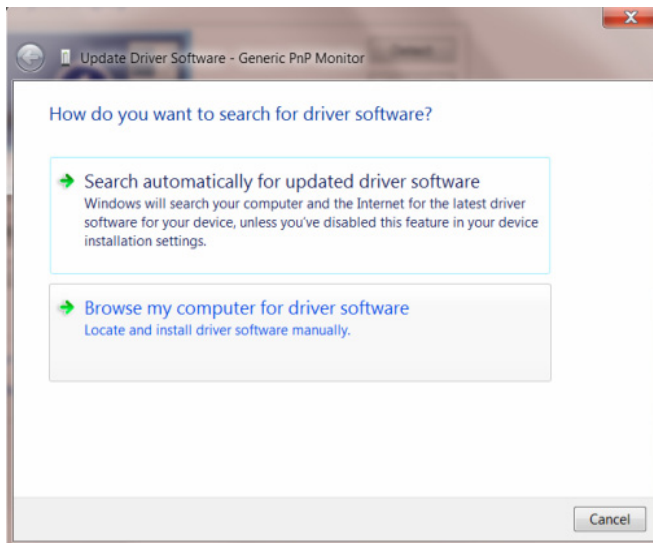 Update Driver Software - Generic PnP Monitor
How do you want to search for driver software?
Search automatically for updated driver software
Windows will search your computer and the Internet for the latest driver
software for your device, unless you've disabled this feature in your device
installation settings.
Browse my computer for driver software
Locate and install driver software manually.
Cancel